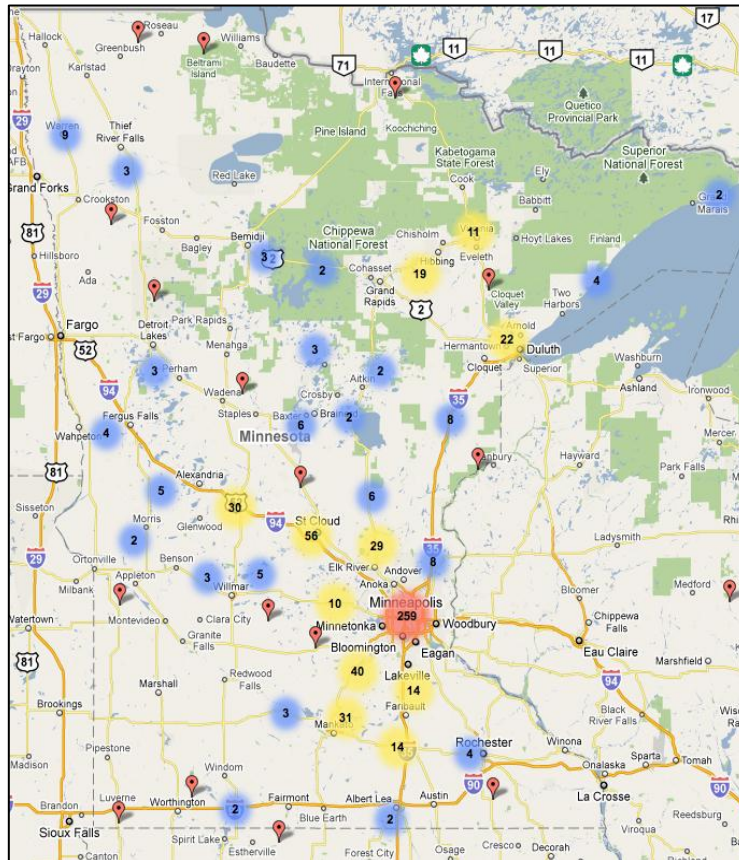 17
Roseau
Hallock
Williams
11
Greenbush
11
Karlstad
Beltrami Island
Baudette
71
11
Drayton
International Falls
29
Pine Island
Koochiching
Quetico Provincial Park
Warren
9
Thief River Falls
Kabetogama State Forest
Superior National Forest
AFB
3
Red Lake
Cook
Ely
2
Grand Forks
Crookston
Babbitt
Grand Marais
81
Fosston
Chippewa National Forest
Chisholm
11
Virginia
Bemidji
Hoyt Lakes
Finland
Hillsboro
Bagley
3
2
2
Hibbing
Eveleth
Ada
Cohasset
19
4
29
Grand Rapids
Cloquet Valley
Two Harbors
2
Park Rapids
Fargo
Detroit Lakes
Arnold
22
52
Menahga
3
Hermantown
Duluth
Washburn
Cloquet
Superior
3
Perham
Aitkin
2
Ashland
Ironwood
94
Wadena
Crosby
35
Fergus Falls
Staples
Baxter
Brainerd
2
8
Mercer
Wahpeton
4
6
Minnesota
Danbury
Hayward
81
Park Falls
Alexandria
5
6
Sisseton
30
St Cloud
Morris
Glenwood
94
56
Ladysmith
2
29
35
29
Ortonville
Benson
Elk River
8
Andover
Milbank
Appleton
3
5
Anoka
Medford
Willmar
Bloomer
10
Minneapolis
Montevideo
Clara City
259
Chippewa Falls
Watertown
Minnetonka
Woodbury
Granite Falls
Bloomington
Eagan
Eau Claire
81
Marshfield
Redwood Falls
40
Lakeville
94
Marshall
14
Brookings
3
31
Faribault
Black River Falls
Mankato
Pipestone
14
Rochester
Winona
Madison
4
Sparta
Tomah
Windom
Onalaska
90
90
Luverne
Worthington
Fairmont
Albert Lea
Austin
La Crosse
Brandon
2
Blue Earth
2
Reedsburg
Sioux Falls
Viroqua
Spirit Lake
Canton
Estherville
Forest City
Osage
Cresco
Decorah
Richland